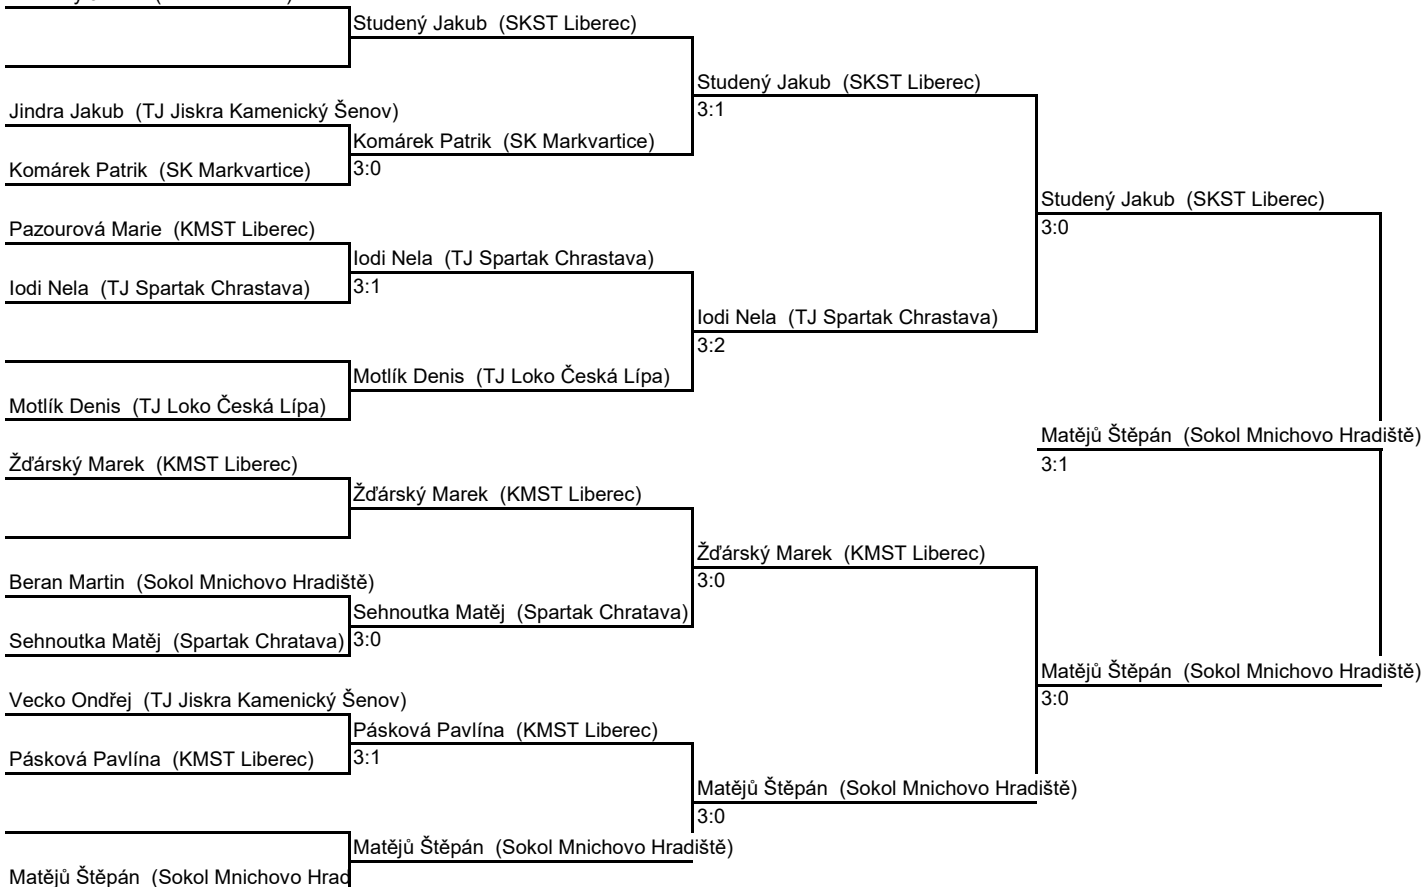 Studený Jakub (SKST Liberec)
Studený Jakub (SKST Liberec)
3:1
Jindra Jakub (TJ Jiskra Kamenický Šenov)
Komárek Patrik (SK Markvartice)
3:0
Komárek Patrik (SK Markvartice)
Studený Jakub (SKST Liberec)
3:0
Pazourová Marie (KMST Liberec)
Iodi Nela (TJ Spartak Chrastava)
3:1
Iodi Nela (TJ Spartak Chrastava)
Iodi Nela (TJ Spartak Chrastava)
3:2
Motlík Denis (TJ Loko Česká Lípa)
Motlík Denis (TJ Loko Česká Lípa)
Matějů Štěpán (Sokol Mnichovo Hradiště)
3:1
Žďárský Marek (KMST Liberec)
Žďárský Marek (KMST Liberec)
Žďárský Marek (KMST Liberec)
3:0
Beran Martin (Sokol Mnichovo Hradiště)
Sehnoutka Matěj (Spartak Chratava)
3:0
Sehnoutka Matěj (Spartak Chratava)
Matějů Štěpán (Sokol Mnichovo Hradiště)
3:0
Vecko Ondřej (TJ Jiskra Kamenický Šenov)
Pásková Pavlína (KMST Liberec)
3:1
Pásková Pavlína (KMST Liberec)
Matějů Štěpán (Sokol Mnichovo Hradiště)
3:0
Matějů Štěpán (Sokol Mnichovo Hradiště)
Matějů Štěpán (Sokol Mnichovo Hrad